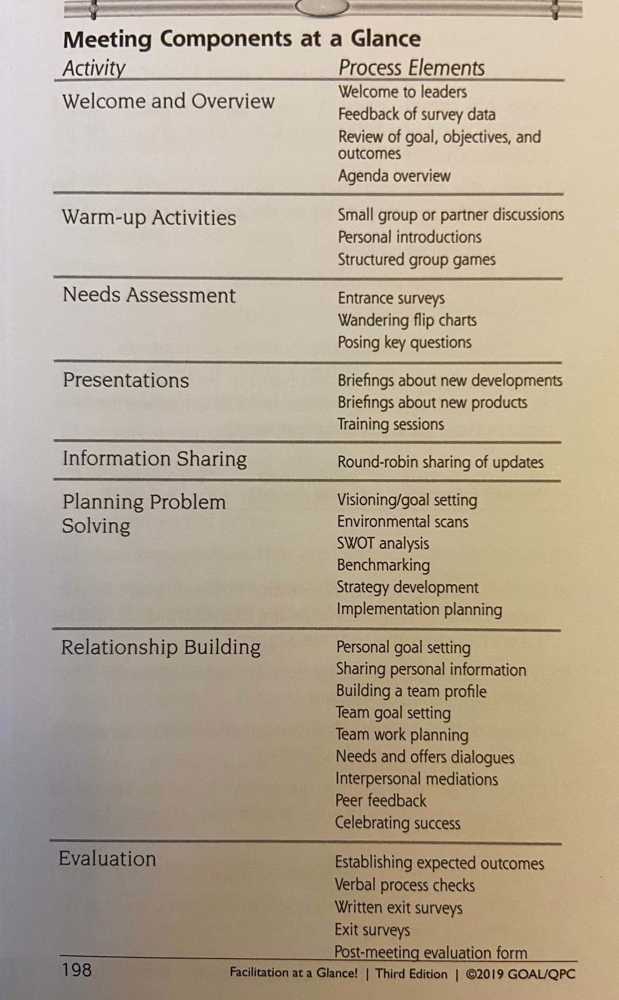 Meeting Components at a Glance
Activity Process Elements
Welcome and Overview Welcome to leaders
Feedback of survey data
Review of goal, objectives, and
outcomes
Agenda overview
Warm-up Activities Small group or partner discussions
Personal introductions
Structured group games
Needs Assessment Entrance surveys
Wandering flip charts
Posing key questions
Presentations Briefings about new developments
Briefings about new products
Training sessions
Information Sharing Round-robin sharing of updates
Planning Problem Visioning/goal setting
Solving Environmental scans
SWOT analysis
Benchmarking
Strategy development
Implementation planning
Relationship Building Personal goal setting
Sharing personal information
Building a team profile
Team goal setting
Team work planning
Needs and offers dialogues
Interpersonal mediations
Peer feedback
Celebrating success
Evaluation Establishing expected outcomes
Verbal process checks
Written exit surveys
Exit surveys
Post-meeting evaluation form
198 Facilitation at a Glance! | Third Edition | ©2019 GOAL/QPC